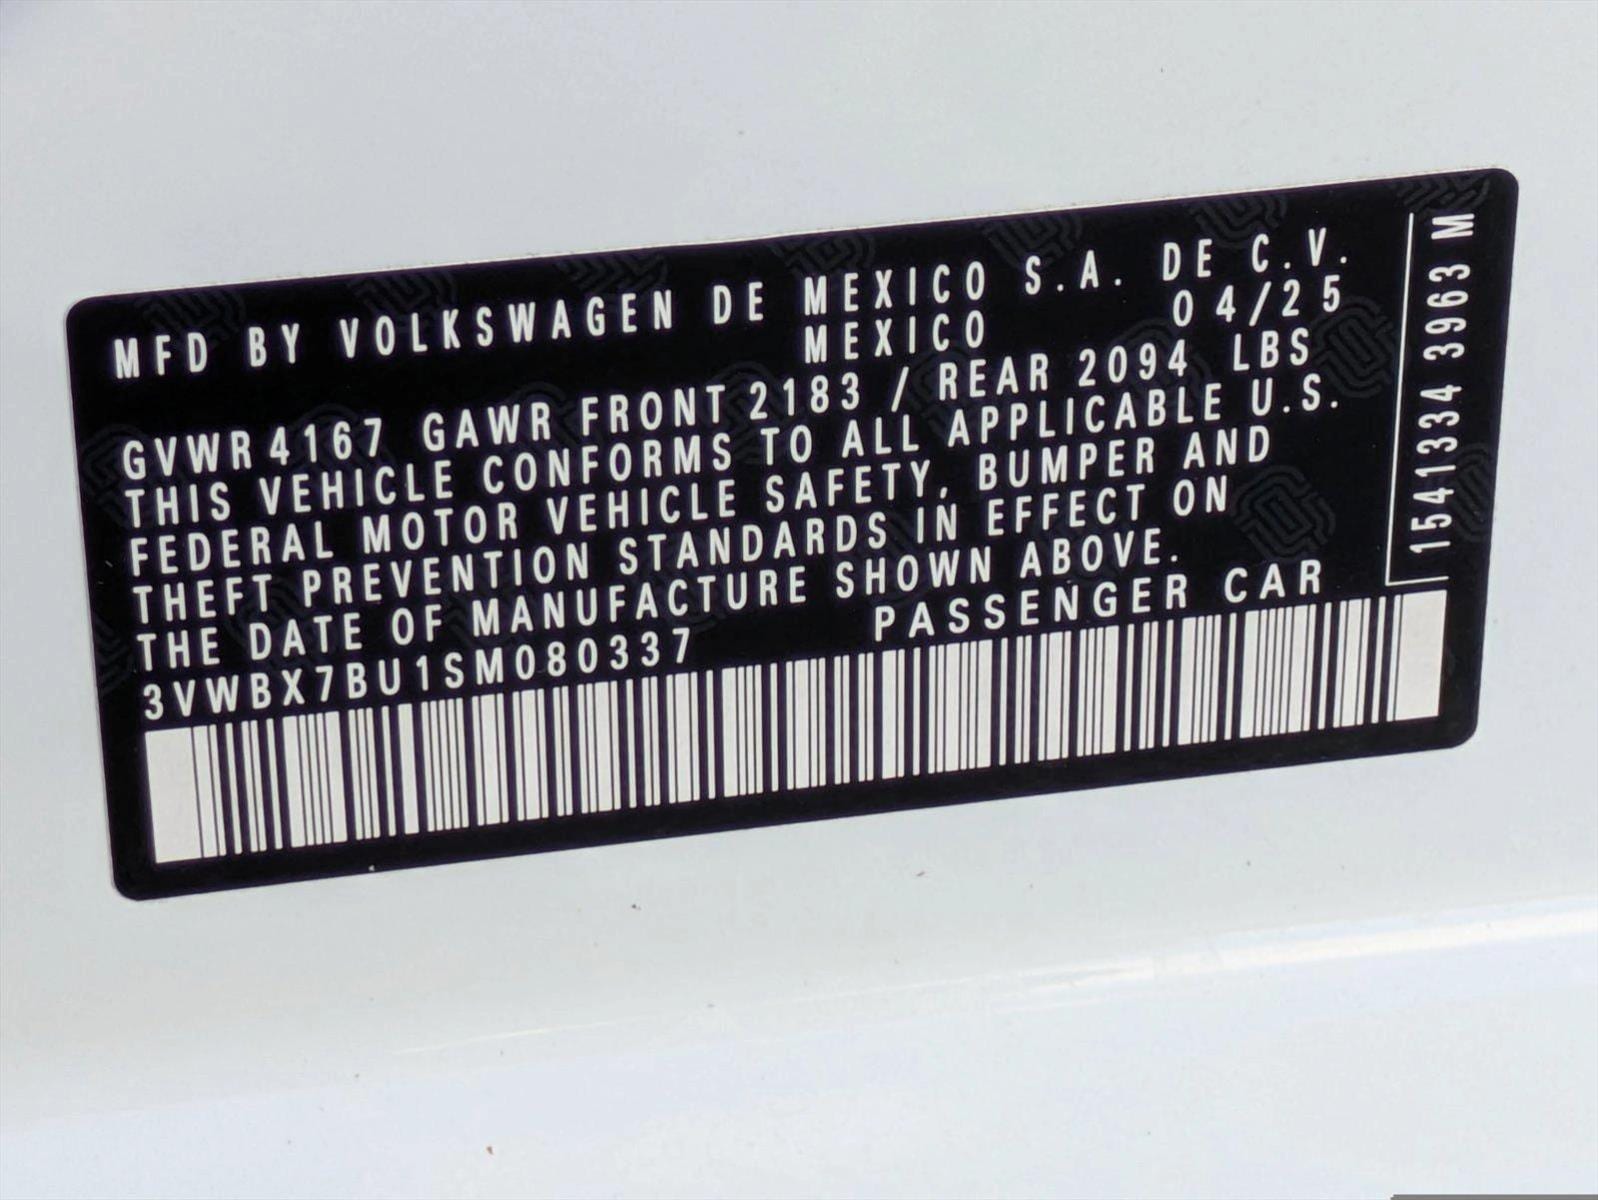 MFD BY VOLKSWAGEN DE MEXICO S.A. DE C.V.
MEXICO 04/25
GVWR 4167 GAWR FRONT 2183 / REAR 2094 LBS
THIS VEHICLE CONFORMS TO ALL APPLICABLE U.S.
FEDERAL MOTOR VEHICLE SAFETY, BUMPER AND
THEFT PREVENTION STANDARDS IN EFFECT ON
THE DATE OF MANUFACTURE SHOWN ABOVE.
3VWBX7BU1SM080337 PASSENGER CAR
1541334 3963 M